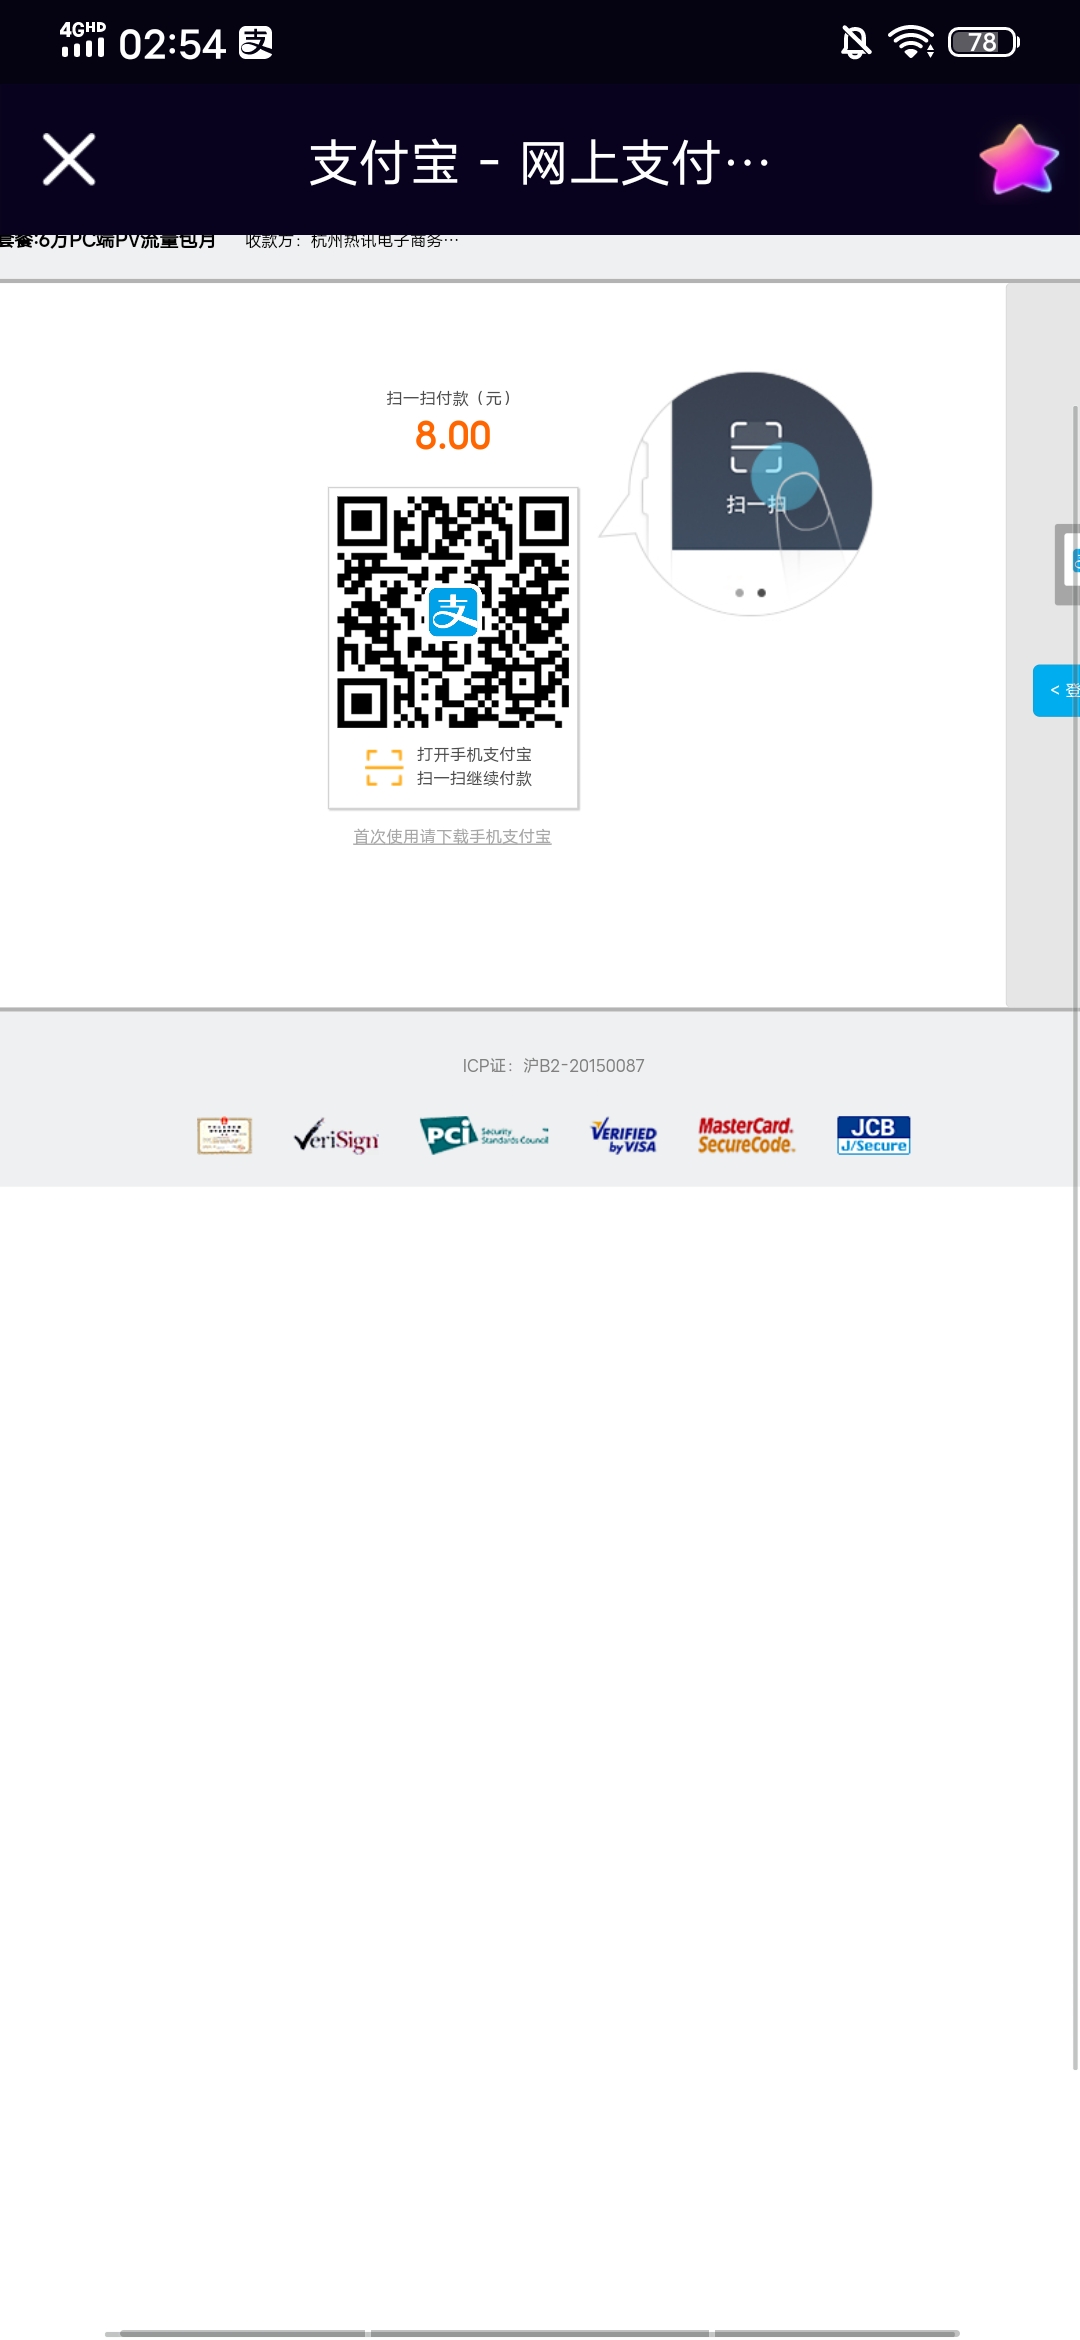 4GHD 02:54 支 78
支付宝 - 网上支付…
套餐:6万PC端PV流量包月 收款方：杭州热讯电子商务…
扫一扫付款（元）
8.00
扫一扫
支
打开手机支付宝
扫一扫继续付款
首次使用请下载手机支付宝
< 登
ICP证：沪B2-20150087
VeriSign
PCI Security Standards Council
VERIFIED by VISA
MasterCard. SecureCode.
JCB J/Secure